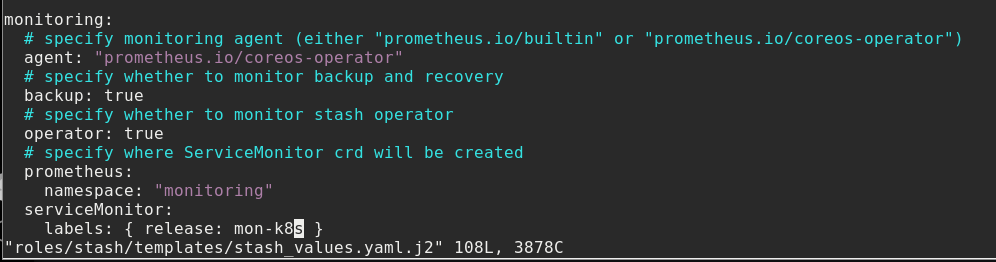 monitoring:
  # specify monitoring agent (either "prometheus.io/builtin" or "prometheus.io/coreos-operator")
  agent: "prometheus.io/coreos-operator"
  # specify whether to monitor backup and recovery
  backup: true
  # specify whether to monitor stash operator
  operator: true
  # specify where ServiceMonitor crd will be created
  prometheus:
    namespace: "monitoring"
  serviceMonitor:
    labels: { release: mon-k8s }
"roles/stash/templates/stash_values.yaml.j2" 108L, 3878C